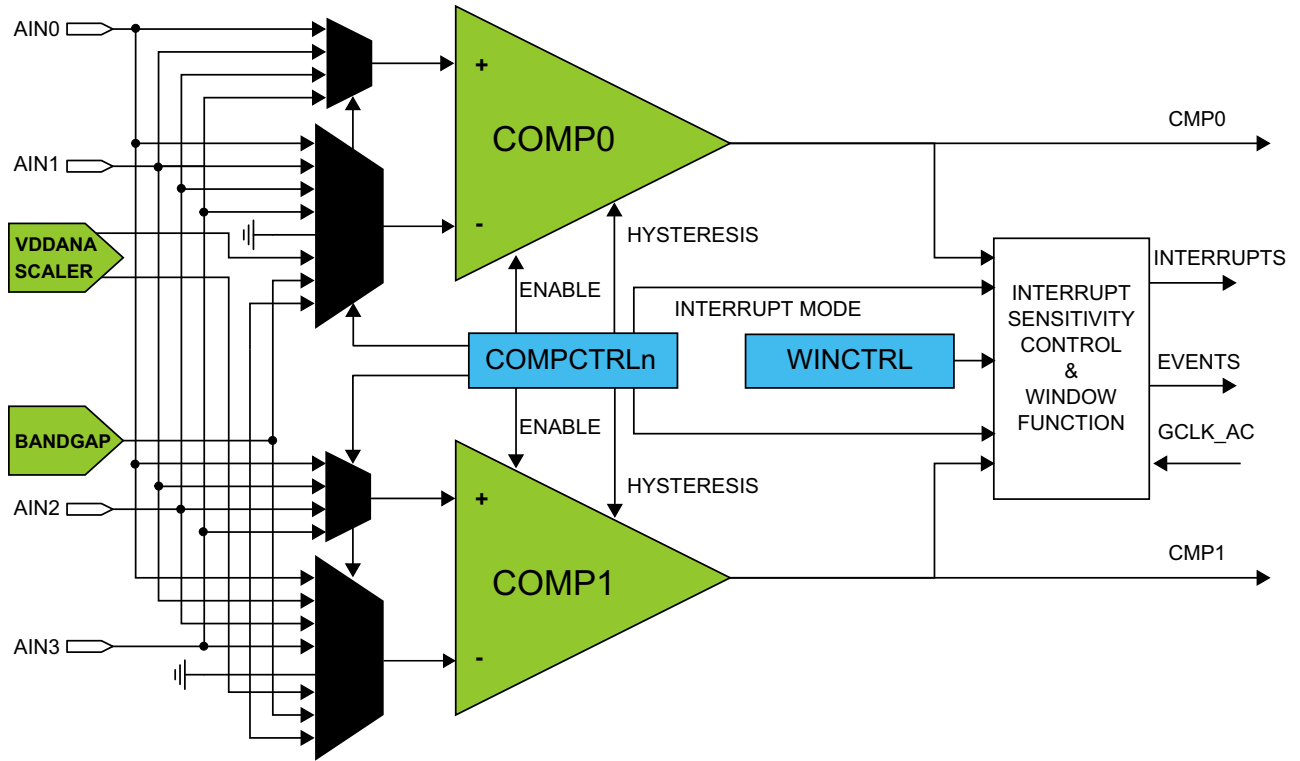 AIN0
+
CMP0
COMP0
AIN1
-
HYSTERESIS
VDDANA
SCALER
INTERRUPTS
ENABLE
INTERRUPT MODE
INTERRUPT
SENSITIVITY
CONTROL
&
WINDOW
FUNCTION
COMPCTRLn
WINCTRL
EVENTS
BANDGAP
ENABLE
GCLK_AC
HYSTERESIS
+
AIN2
CMP1
COMP1
AIN3
-